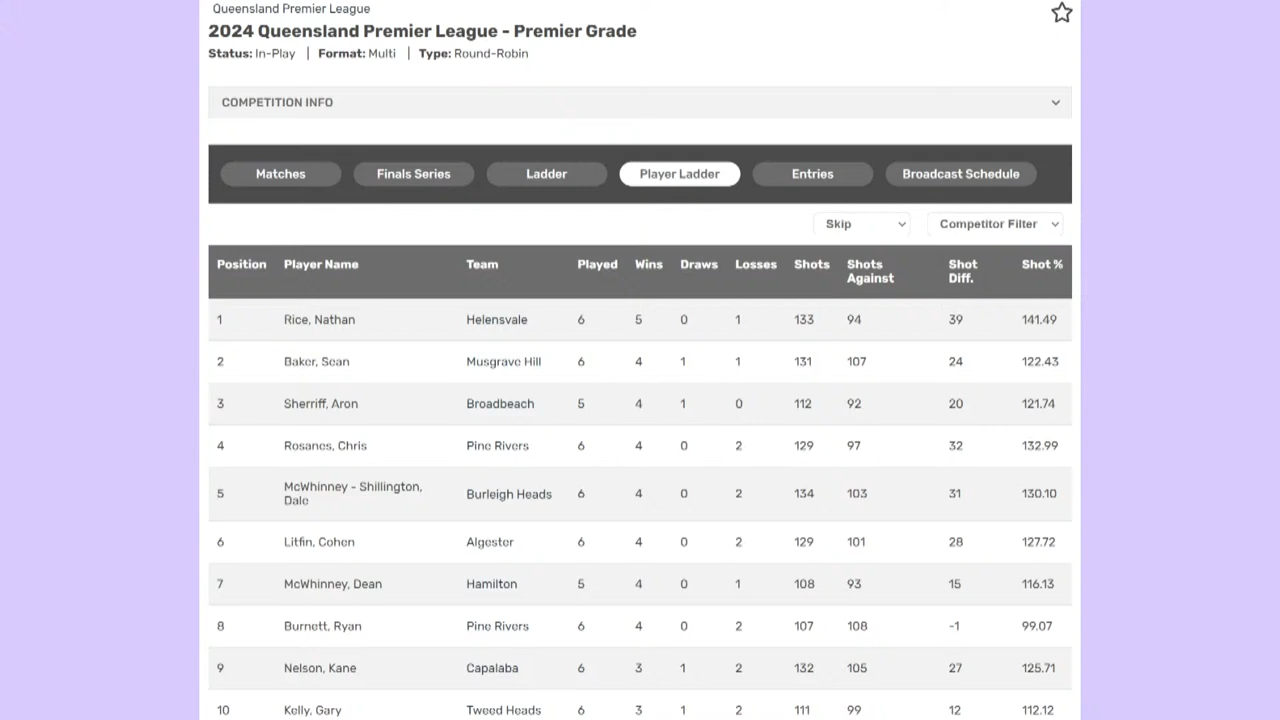 Queensland Premier League
2024 Queensland Premier League - Premier Grade
Status: In-Play | Format: Multi | Type: Round-Robin
COMPETITION INFO
Matches Finals Series Ladder Player Ladder Entries Broadcast Schedule
Skip Competitor Filter
Position Player Name Team Played Wins Draws Losses Shots Shots Against Shot Diff. Shot %
1 Rice, Nathan Helensvale 6 5 0 1 133 94 39 141.49
2 Baker, Sean Musgrave Hill 6 4 1 1 131 107 24 122.43
3 Sherriff, Aron Broadbeach 5 4 1 0 112 92 20 121.74
4 Rosanes, Chris Pine Rivers 6 4 0 2 129 97 32 132.99
5 McWhinney - Shillington, Dale Burleigh Heads 6 4 0 2 134 103 31 130.10
6 Litfin, Cohen Algester 6 4 0 2 129 101 28 127.72
7 McWhinney, Dean Hamilton 5 4 0 1 108 93 15 116.13
8 Burnett, Ryan Pine Rivers 6 4 0 2 107 108 -1 99.07
9 Nelson, Kane Capalaba 6 3 1 2 132 105 27 125.71
10 Kelly, Gary Tweed Heads 6 3 1 2 111 99 12 112.12